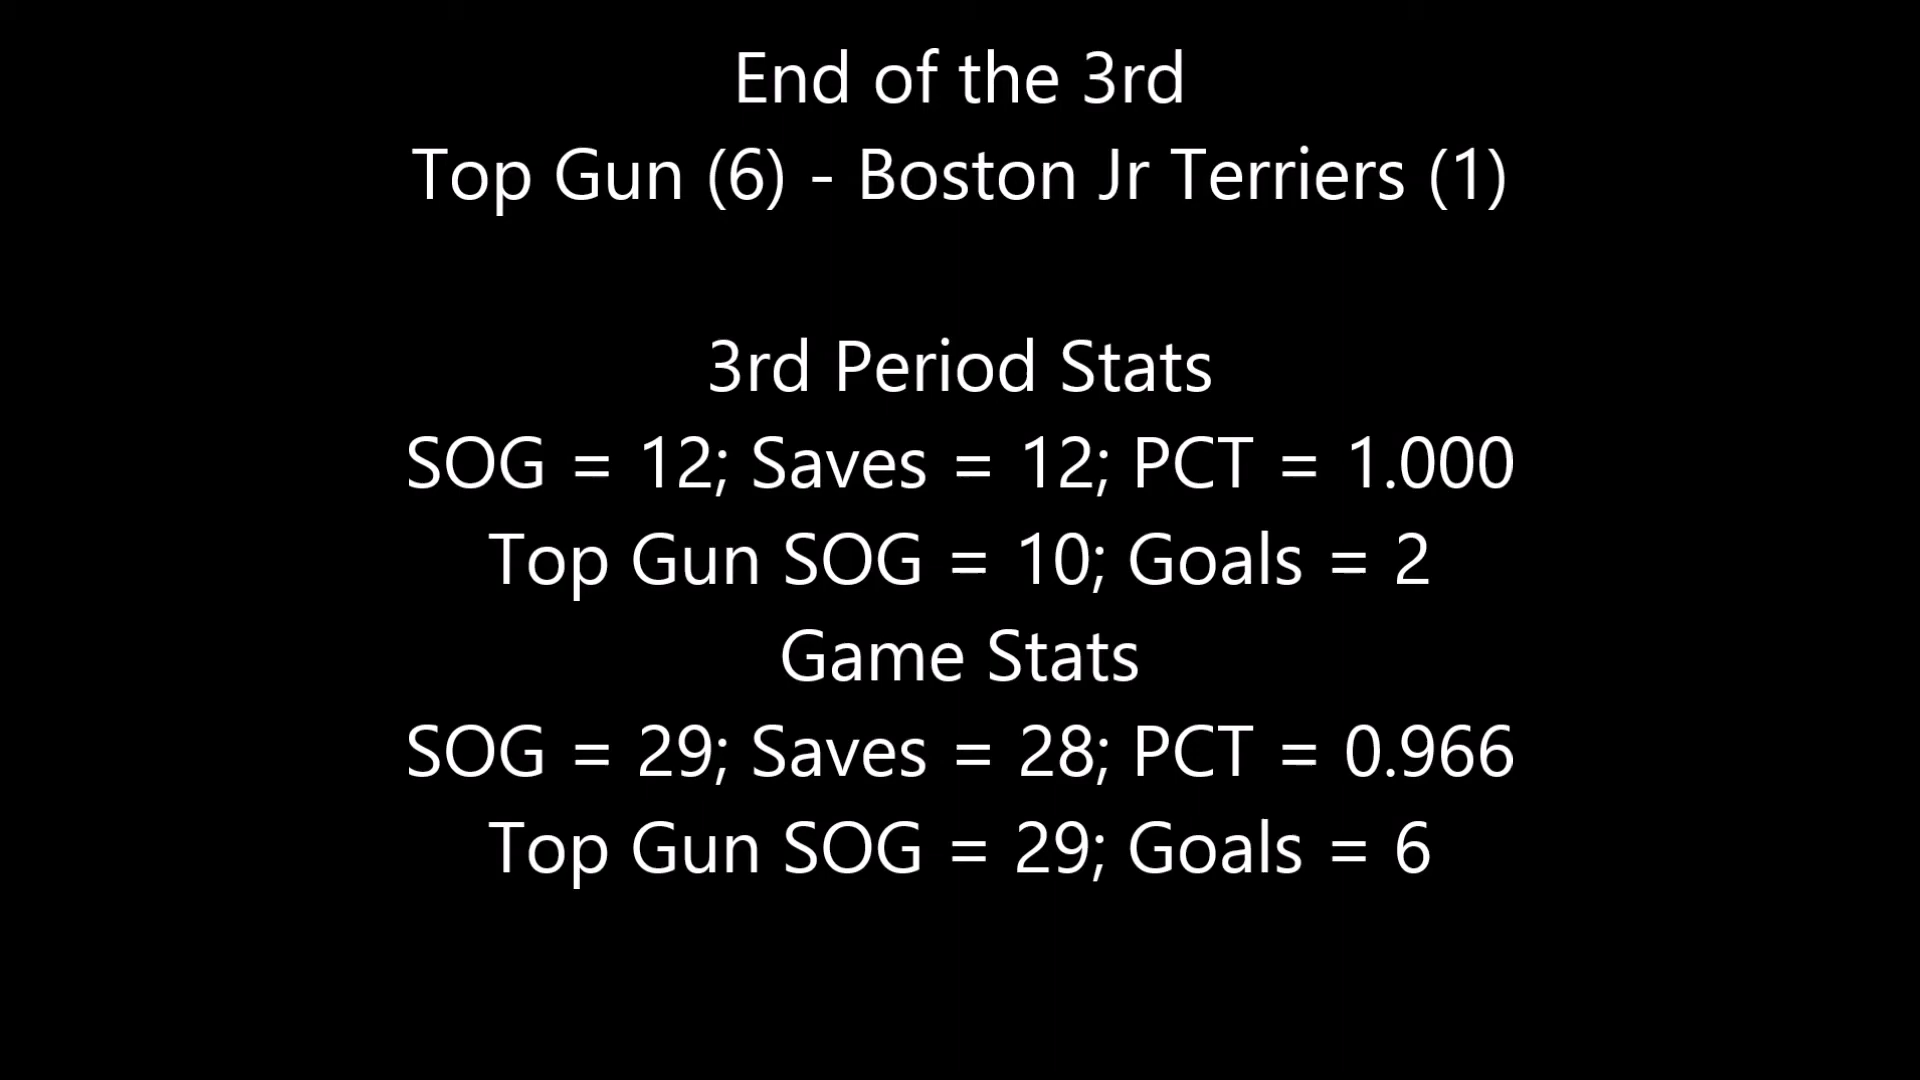 End of the 3rd
Top Gun (6) - Boston Jr Terriers (1)
3rd Period Stats
SOG = 12; Saves = 12; PCT = 1.000
Top Gun SOG = 10; Goals = 2
Game Stats
SOG = 29; Saves = 28; PCT = 0.966
Top Gun SOG = 29; Goals = 6